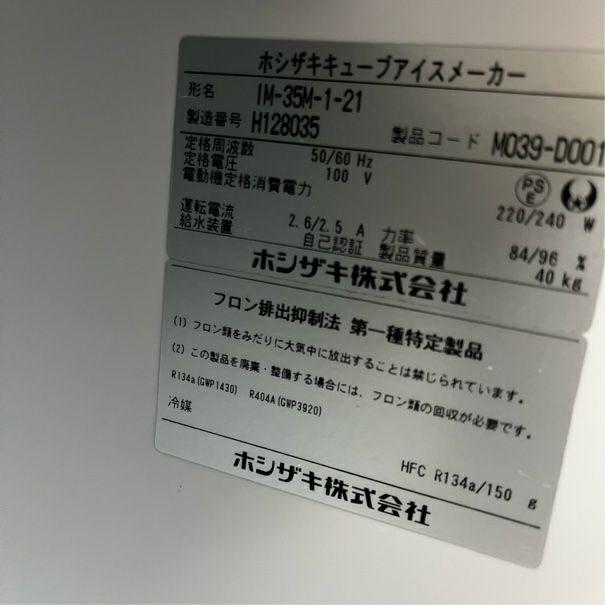 ホシザキキューブアイスメーカー
形名 IM-35M-1-21
製造番号 H128035 製品コード M039-D001
定格周波数 50/60 Hz
定格電圧 100 V
電動機定格消費電力 220/240 W
PS E
運転電流 2.6/2.5 A 力率 84/96 %
給水装置 自己認証 製品質量 40 kg
ホシザキ株式会社
フロン排出抑制法 第一種特定製品
(1) フロン類をみだりに大気中に放出することは禁じられています。
(2) この製品を廃棄・整備する場合には、フロン類の回収が必要です。
R134a(GWP1430) R404A(GWP3920)
冷媒 HFC R134a/150 g
ホシザキ株式会社